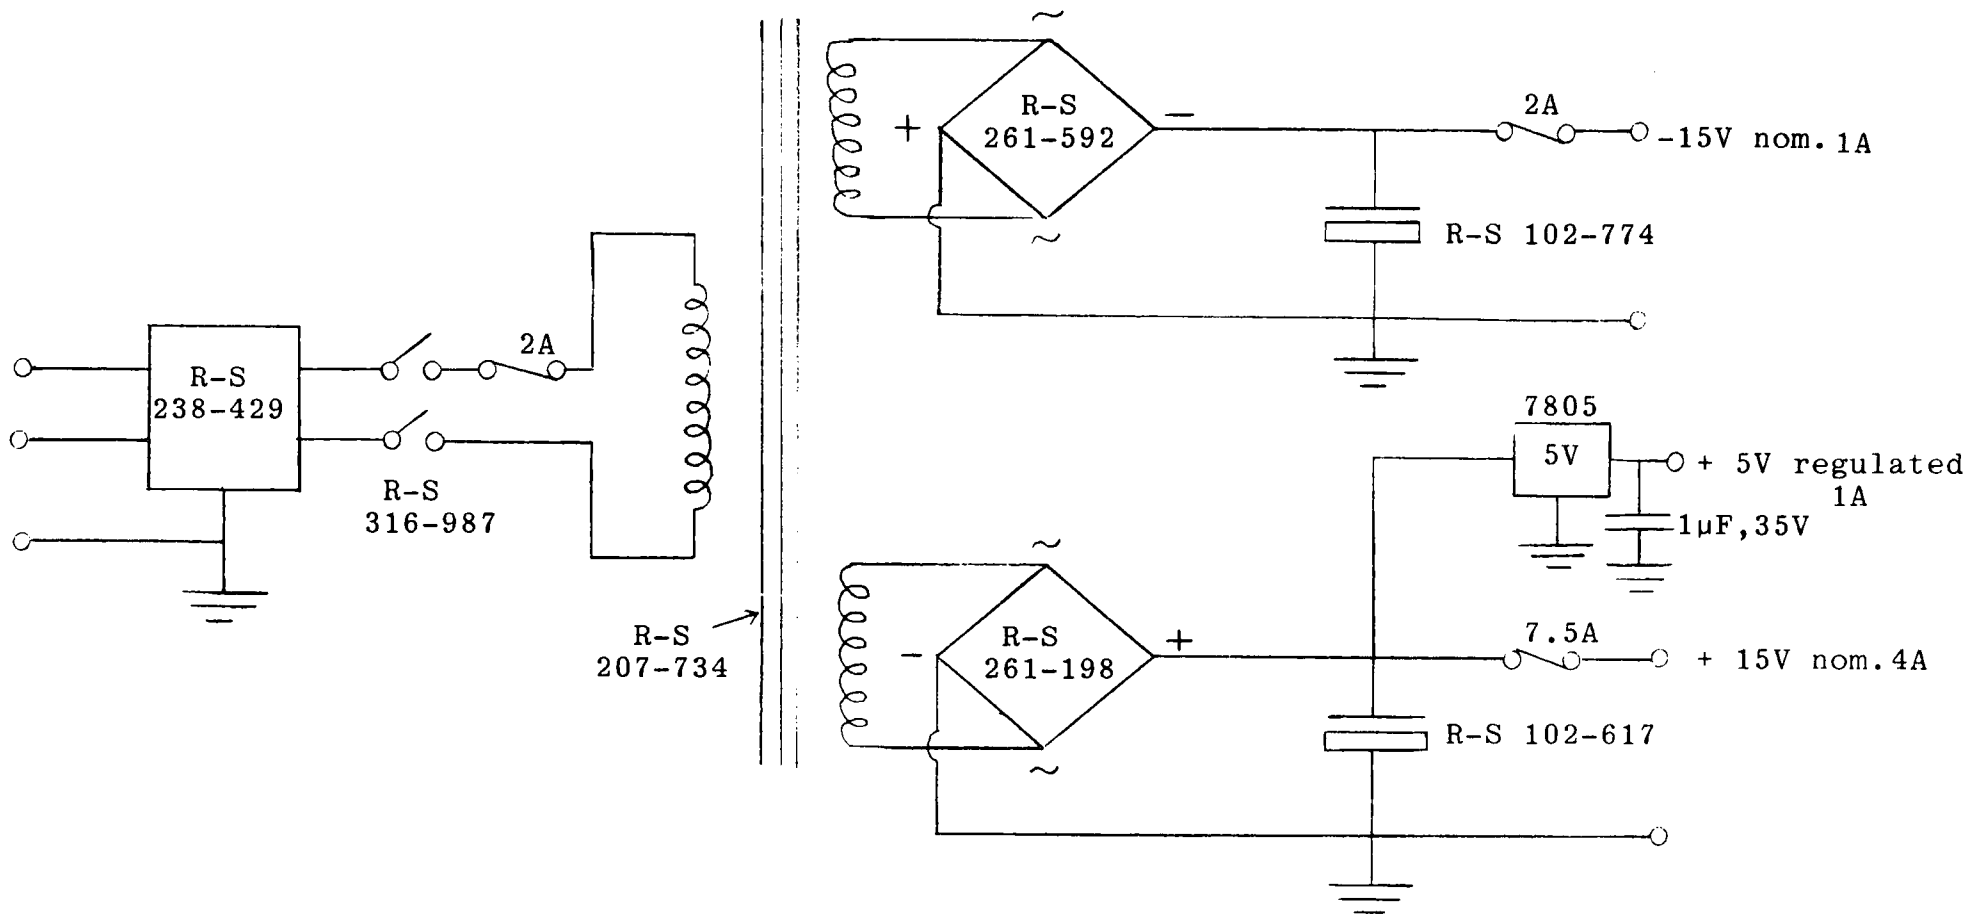 ~
R-S
261-592
+
-
~
2A
-15V nom. 1A
R-S 102-774
R-S
238-429
2A
R-S
316-987
R-S
207-734
7805
5V
+ 5V regulated
1A
1µF,35V
~
R-S
261-198
-
+
~
7.5A
+ 15V nom. 4A
R-S 102-617